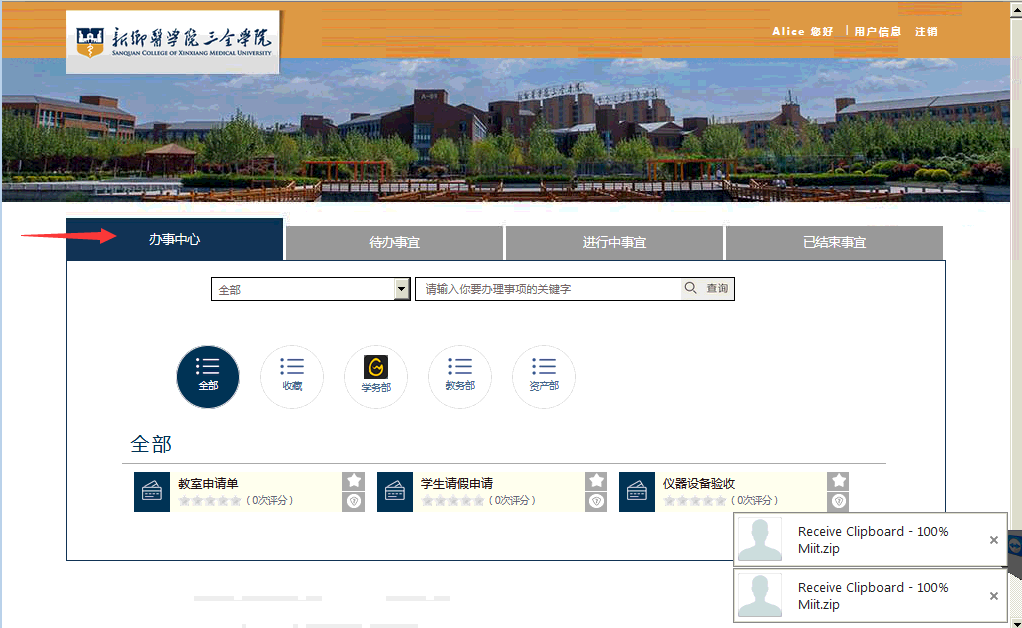 新乡医学院三全学院
SANQUAN COLLEGE OF XINXIANG MEDICAL UNIVERSITY
Alice 您好 | 用户信息 注销
A-01
办事中心 待办事宜 进行中事宜 已结束事宜
全部 请输入你要办理事项的关键字 查询
全部 收藏 学务部 教务部 资产部
全部
教室申请单 学生请假申请 仪器设备验收
(0次评分) (0次评分) (0次评分)
Receive Clipboard - 100%
Miit.zip
Receive Clipboard - 100%
Miit.zip